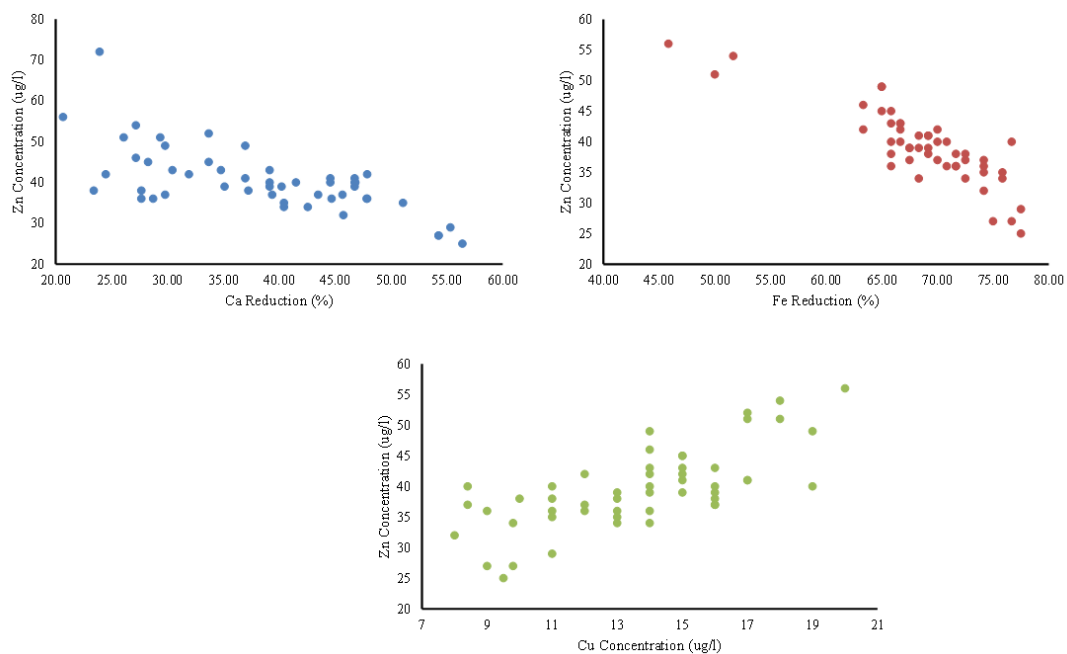 80
70
60
50
40
30
20
Zn Concentration (ug/l)
20.00 25.00 30.00 35.00 40.00 45.00 50.00 55.00 60.00
Ca Reduction (%)
60
55
50
45
40
35
30
25
20
Zn Concentration (ug/l)
40.00 45.00 50.00 55.00 60.00 65.00 70.00 75.00 80.00
Fe Reduction (%)
60
55
50
45
40
35
30
25
20
Zn Concentration (ug/l)
7 9 11 13 15 17 19 21
Cu Concentration (ug/l)